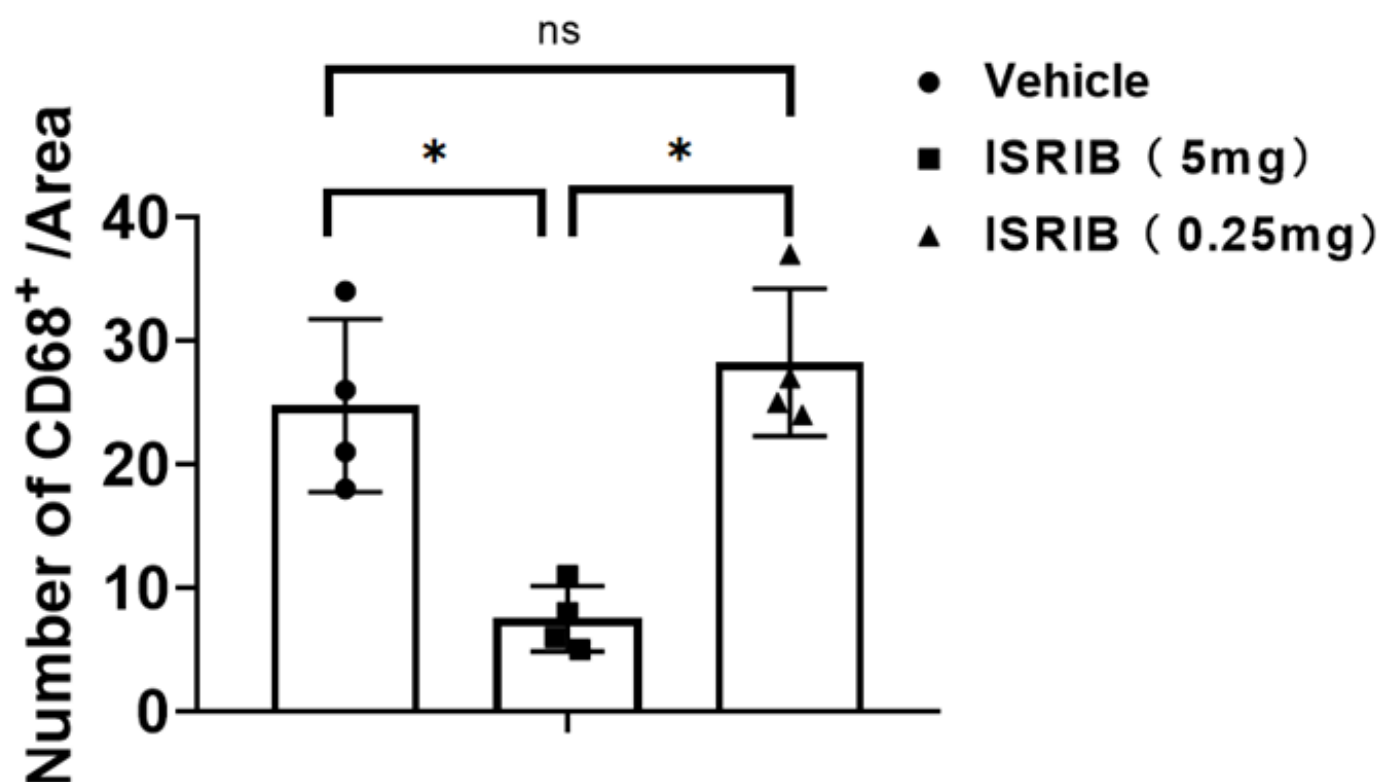 ns
*
*
Number of CD68+ /Area
40
30
20
10
0
Vehicle
ISRIB（ 5mg）
ISRIB（ 0.25mg）